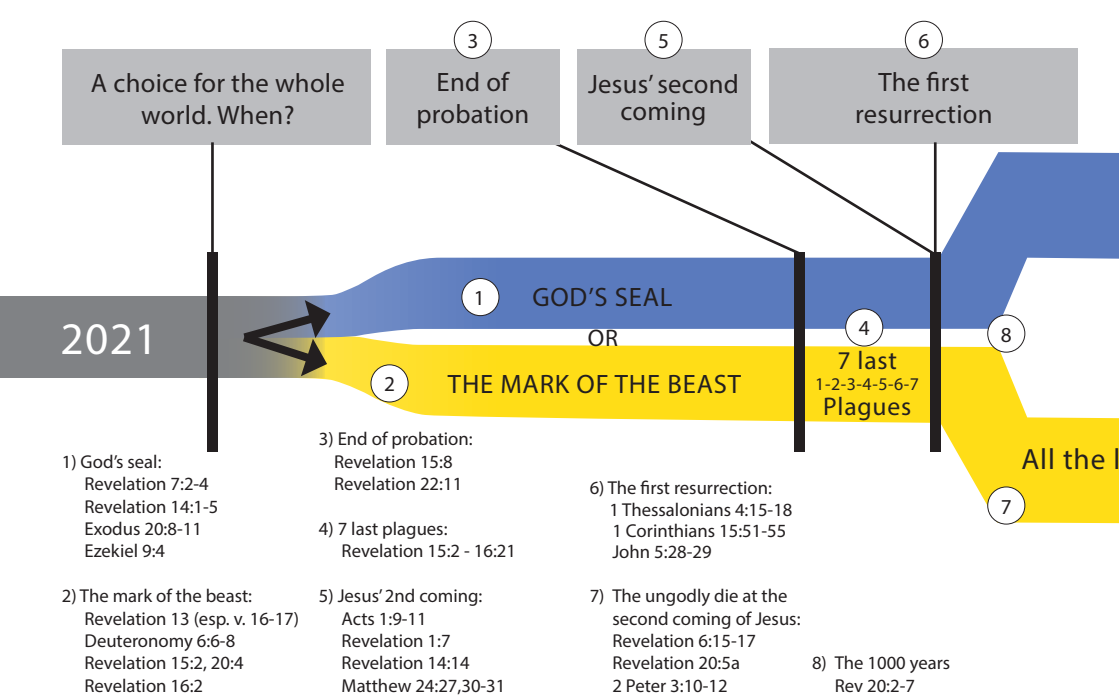 3
5
6
A choice for the whole
world. When?
End of
probation
Jesus’ second
coming
The first
resurrection
2021
1
GOD’S SEAL
OR
2
THE MARK OF THE BEAST
4
7 last
1-2-3-4-5-6-7
Plagues
8
All the l
7
1) God’s seal:
Revelation 7:2-4
Revelation 14:1-5
Exodus 20:8-11
Ezekiel 9:4
2) The mark of the beast:
Revelation 13 (esp. v. 16-17)
Deuteronomy 6:6-8
Revelation 15:2, 20:4
Revelation 16:2
3) End of probation:
Revelation 15:8
Revelation 22:11
4) 7 last plagues:
Revelation 15:2 - 16:21
5) Jesus’ 2nd coming:
Acts 1:9-11
Revelation 1:7
Revelation 14:14
Matthew 24:27,30-31
6) The first resurrection:
1 Thessalonians 4:15-18
1 Corinthians 15:51-55
John 5:28-29
7) The ungodly die at the
second coming of Jesus:
Revelation 6:15-17
Revelation 20:5a
2 Peter 3:10-12
8) The 1000 years
Rev 20:2-7